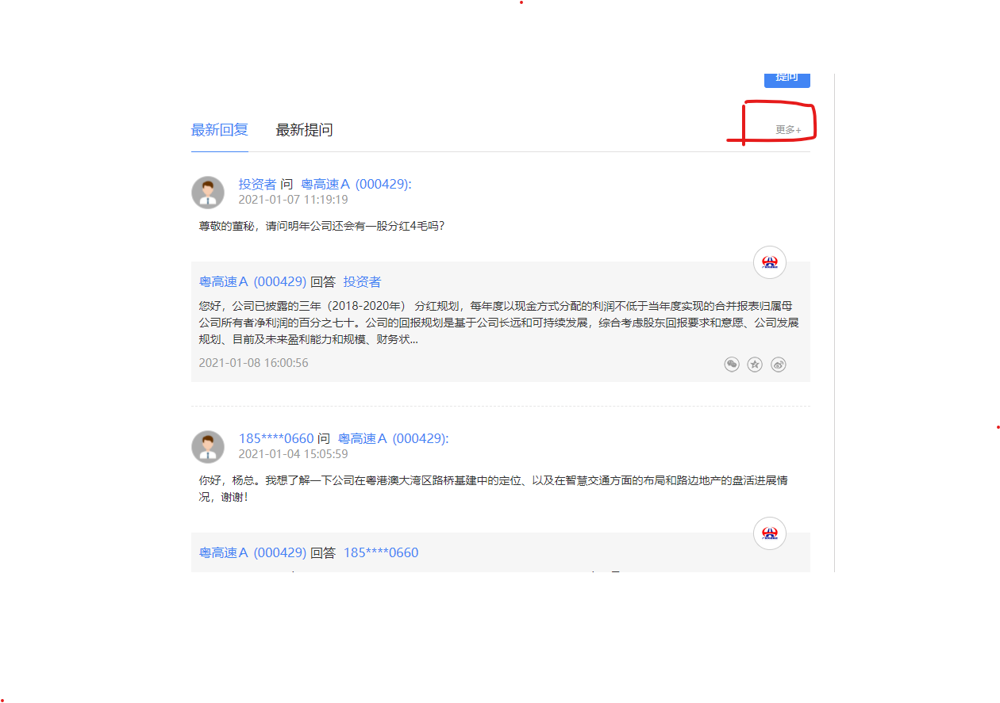 提问
最新回复 最新提问 更多+
投资者 问 粤高速Ａ (000429):
2021-01-07 11:19:19
尊敬的董秘，请问明年公司还会有一股分红4毛吗？
粤高速Ａ (000429) 回答 投资者
您好，公司已披露的三年（2018-2020年） 分红规划，每年度以现金方式分配的利润不低于当年度实现的合并报表归属母
公司所有者净利润的百分之七十。公司的回报规划是基于公司长远和可持续发展，综合考虑股东回报要求和意愿、公司发展
规划、目前及未来盈利能力和规模、财务状...
2021-01-08 16:00:56
185****0660 问 粤高速Ａ (000429):
2021-01-04 15:05:59
你好，杨总。我想了解一下公司在粤港澳大湾区路桥基建中的定位、以及在智慧交通方面的布局和路边地产的盘活进展情
况，谢谢！
粤高速Ａ (000429) 回答 185****0660